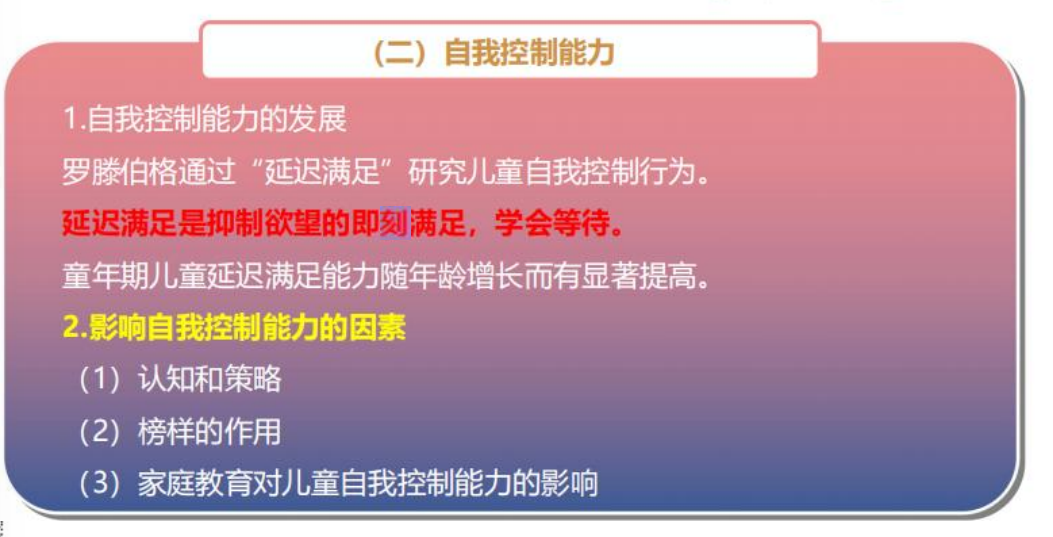 （二）自我控制能力
1.自我控制能力的发展
罗滕伯格通过“延迟满足”研究儿童自我控制行为。
延迟满足是抑制欲望的即刻满足，学会等待。
童年期儿童延迟满足能力随年龄增长而有显著提高。
2.影响自我控制能力的因素
（1）认知和策略
（2）榜样的作用
（3）家庭教育对儿童自我控制能力的影响